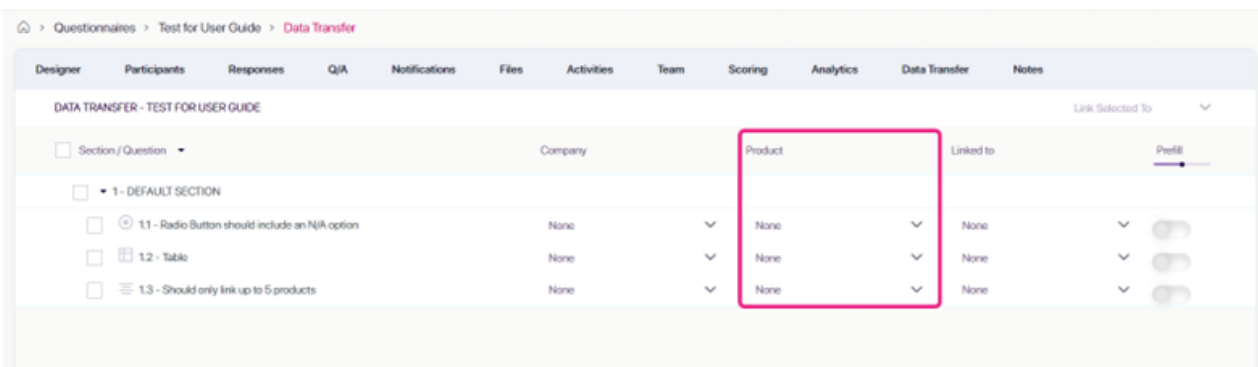 Questionnaires > Test for User Guide > Data Transfer
Designer Participants Responses Q/A Notifications Files Activities Team Scoring Analytics Data Transfer Notes
DATA TRANSFER - TEST FOR USER GUIDE Link Selected To
Section / Question Company Product Linked to Prefill
1 - DEFAULT SECTION
1.1 - Radio Button should include an N/A option None None None
1.2 - Table None None None
1.3 - Should only link up to 5 products None None None